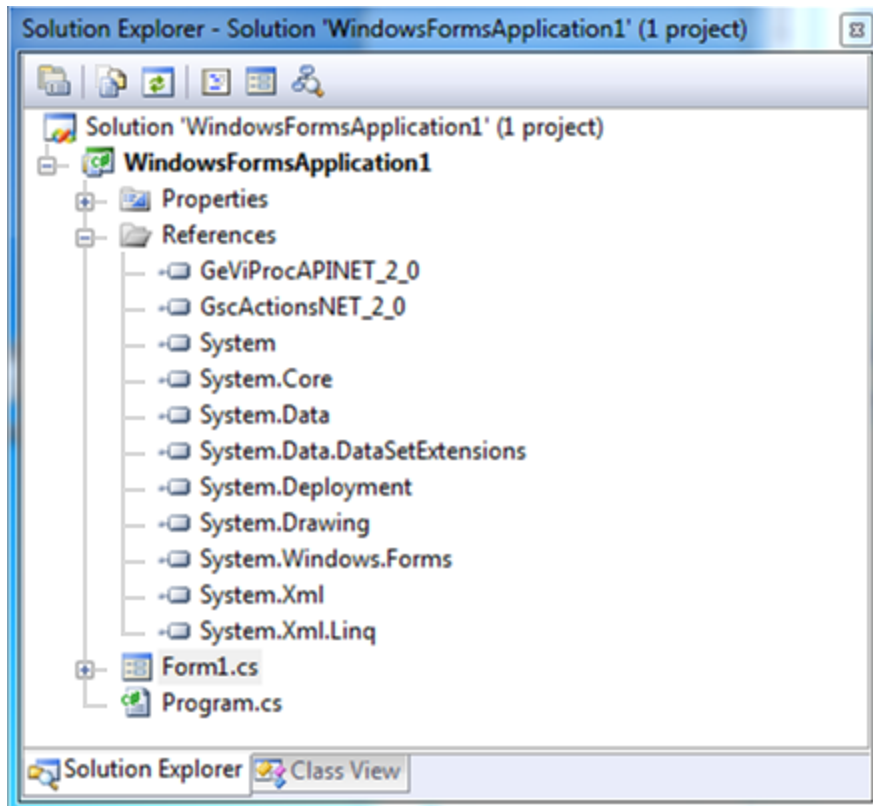 Solution Explorer - Solution 'WindowsFormsApplication1' (1 project)
Solution 'WindowsFormsApplication1' (1 project)
WindowsFormsApplication1
Properties
References
GeViProcAPINET_2_0
GscActionsNET_2_0
System
System.Core
System.Data
System.Data.DataSetExtensions
System.Deployment
System.Drawing
System.Windows.Forms
System.Xml
System.Xml.Linq
Form1.cs
Program.cs
Solution Explorer Class View